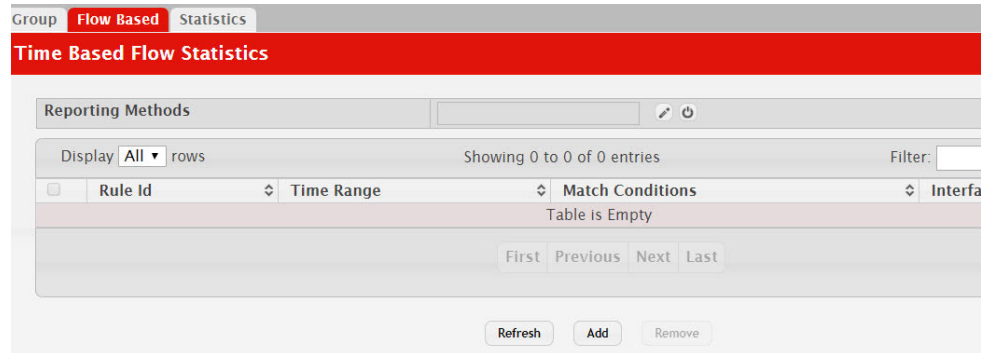 Group Flow Based Statistics
Time Based Flow Statistics
Reporting Methods
Display All rows Showing 0 to 0 of 0 entries Filter:
Rule Id Time Range Match Conditions Interfa
Table is Empty
First Previous Next Last
Refresh Add Remove